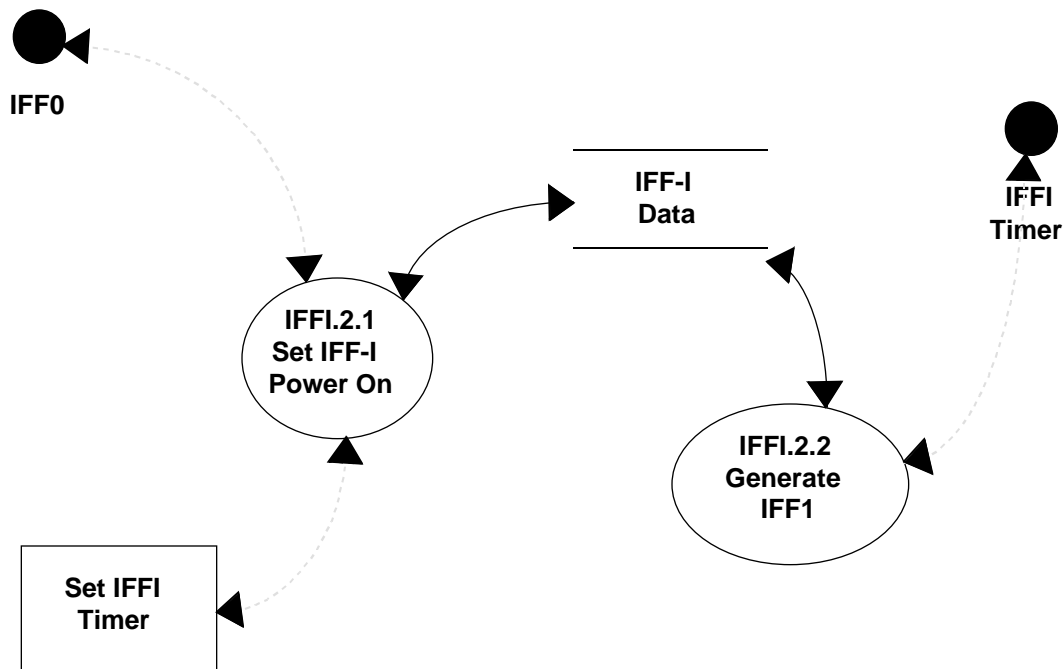 IFF0
IFF-I
Data
IFFI
Timer
IFFI.2.1
Set IFF-I
Power On
IFFI.2.2
Generate
IFF1
Set IFFI
Timer